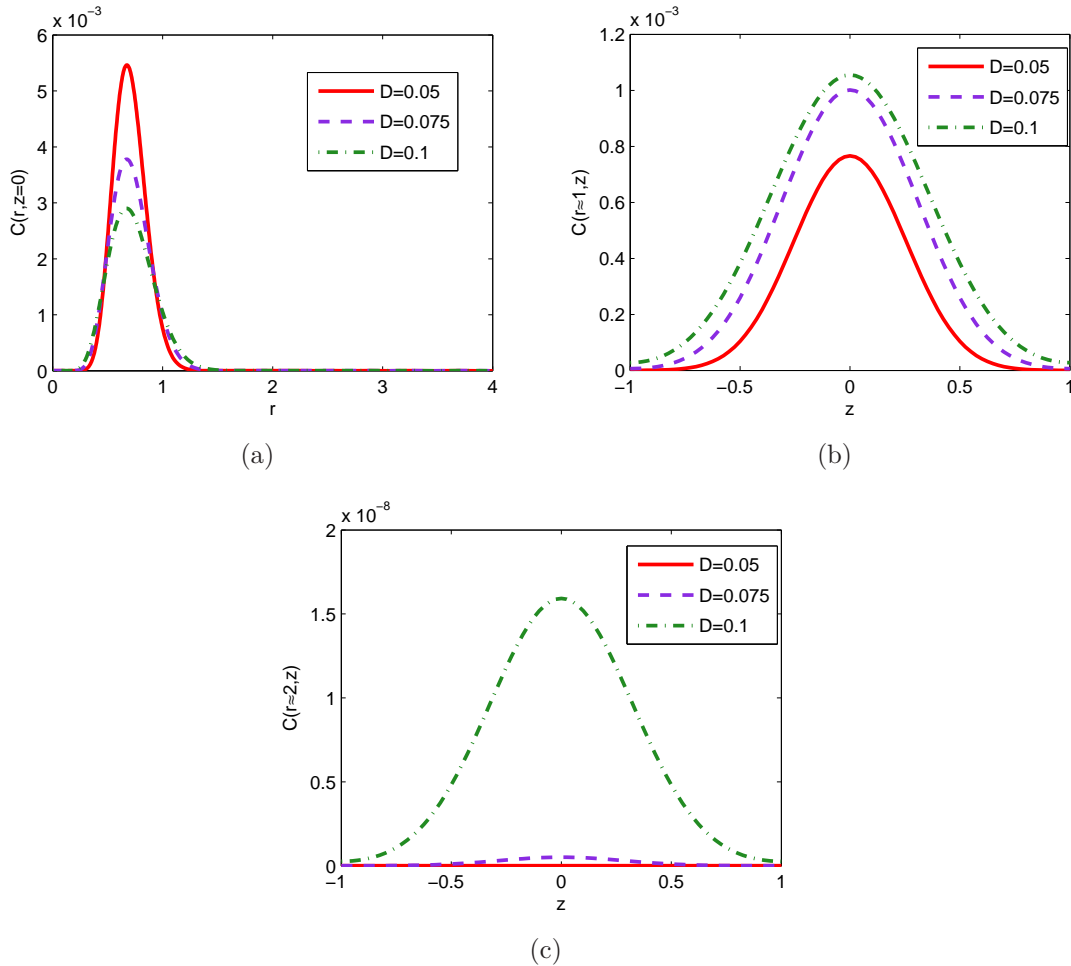 x 10⁻³
6
5
4
3
2
1
0
0 1 2 3 4
r
C(r,z=0)
D=0.05
D=0.075
D=0.1
(a)
x 10⁻³
1.2
1
0.8
0.6
0.4
0.2
0
−1 −0.5 0 0.5 1
z
C(r≈1,z)
D=0.05
D=0.075
D=0.1
(b)
x 10⁻⁸
2
1.5
1
0.5
0
−1 −0.5 0 0.5 1
z
C(r≈2,z)
D=0.05
D=0.075
D=0.1
(c)